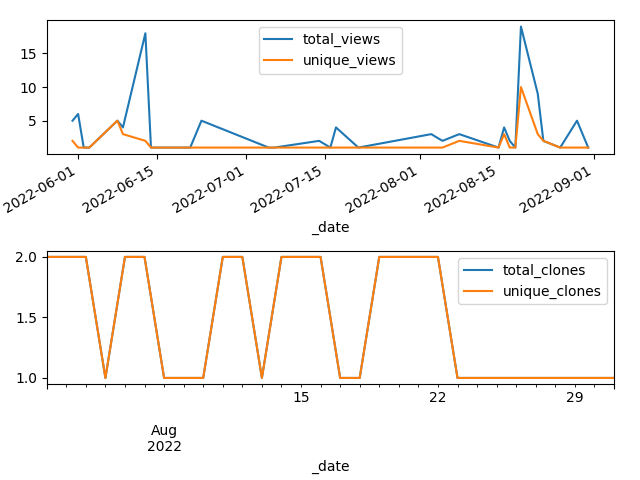 total_views
unique_views
15
10
5
2022-06-01
2022-06-15
2022-07-01
2022-07-15
2022-08-01
2022-08-15
2022-09-01
_date
2.0
total_clones
unique_clones
1.5
1.0
15
22
29
Aug
2022
_date